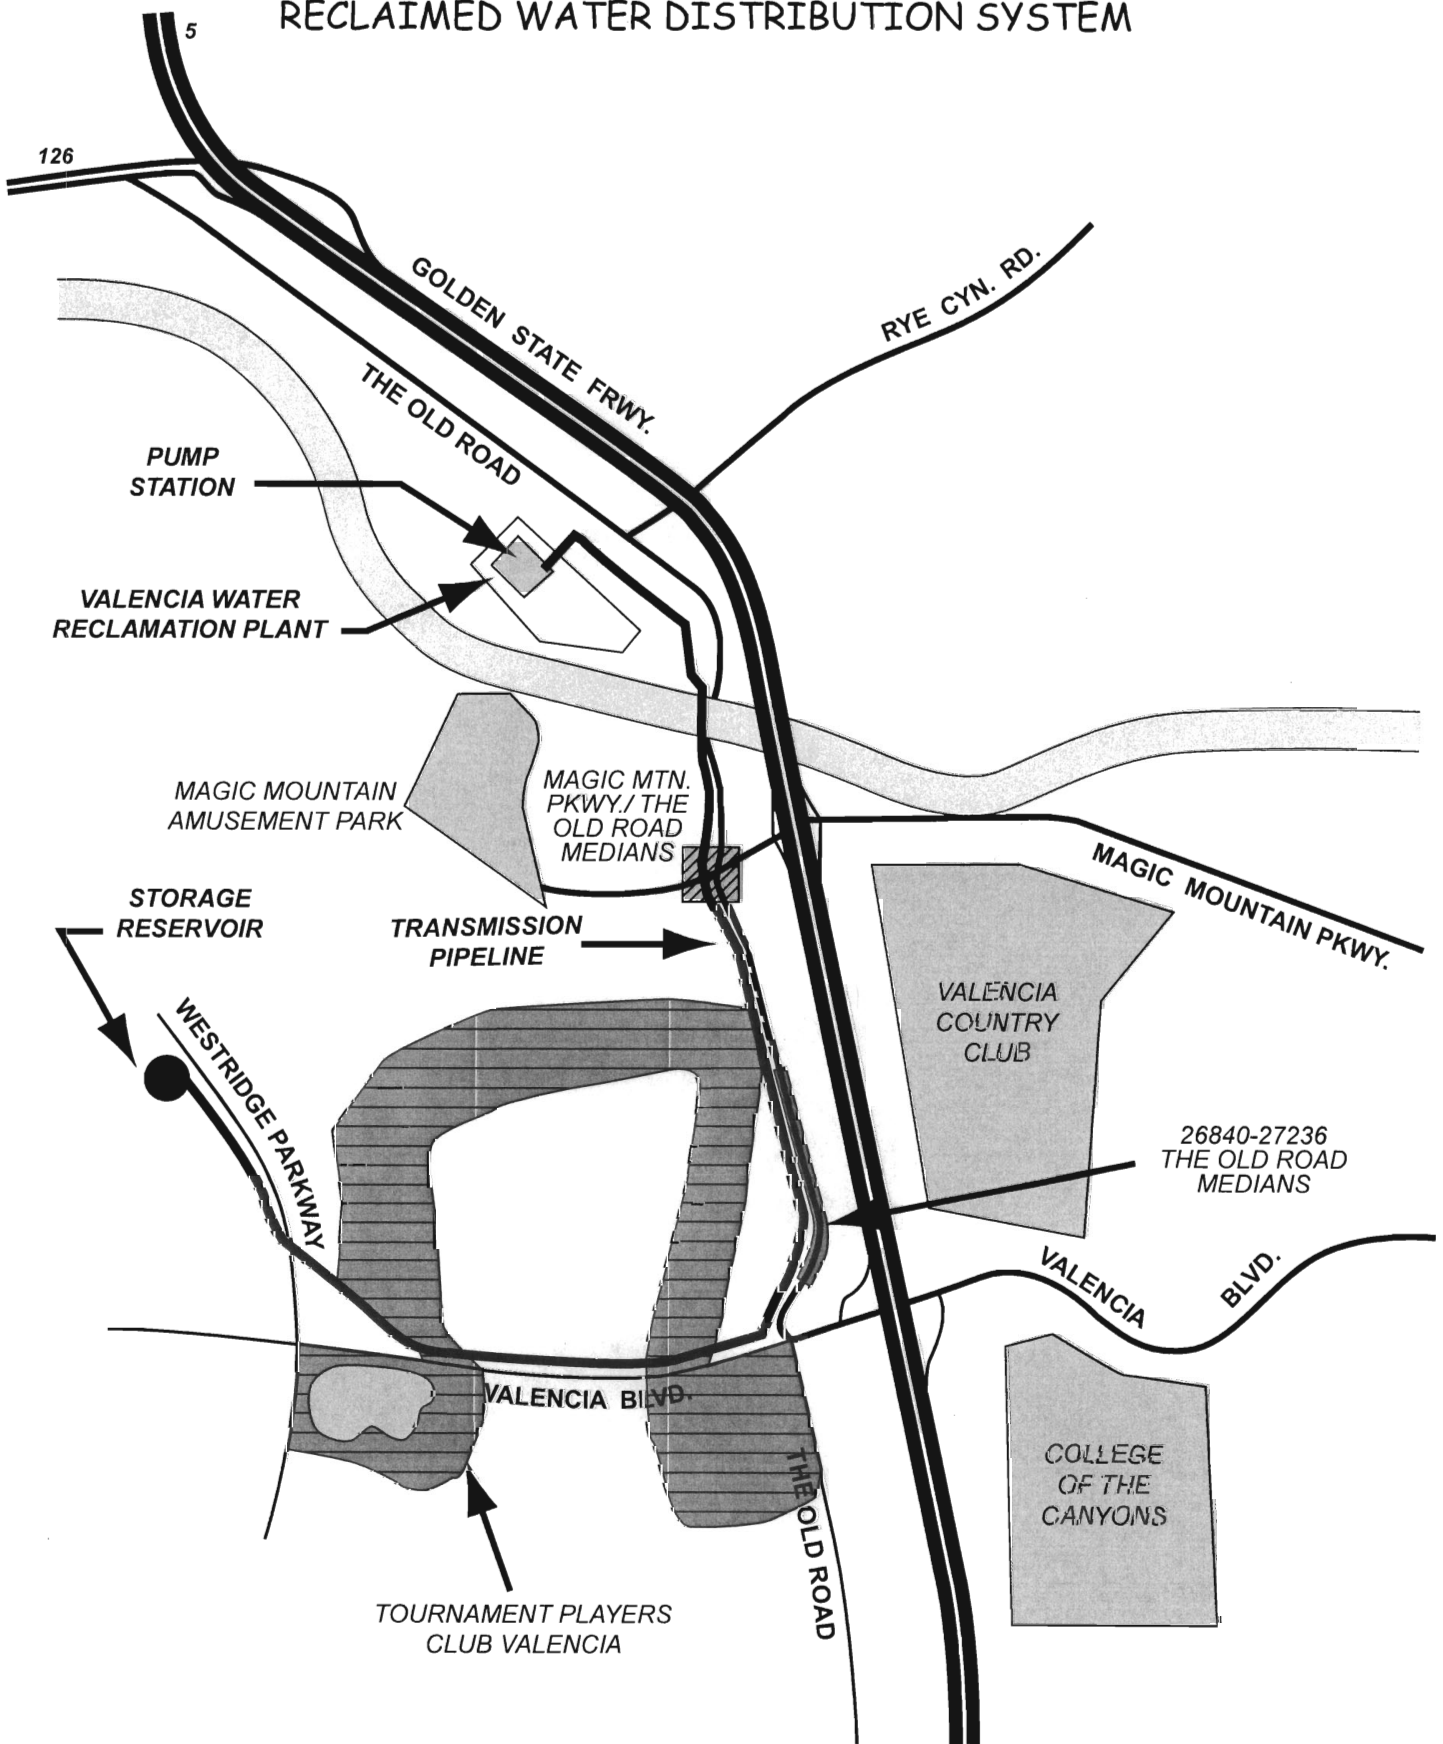 RECLAIMED WATER DISTRIBUTION SYSTEM
5
126
GOLDEN STATE FRWY.
RYE CYN. RD.
THE OLD ROAD
PUMP
STATION
VALENCIA WATER
RECLAMATION PLANT
MAGIC MOUNTAIN
AMUSEMENT PARK
MAGIC MTN.
PKWY./ THE
OLD ROAD
MEDIANS
MAGIC MOUNTAIN PKWY.
STORAGE
RESERVOIR
TRANSMISSION
PIPELINE
VALENCIA
COUNTRY
CLUB
WESTRIDGE PARKWAY
26840-27236
THE OLD ROAD
MEDIANS
VALENCIA BLVD.
VALENCIA BLVD.
THE OLD ROAD
COLLEGE
OF THE
CANYONS
TOURNAMENT PLAYERS
CLUB VALENCIA